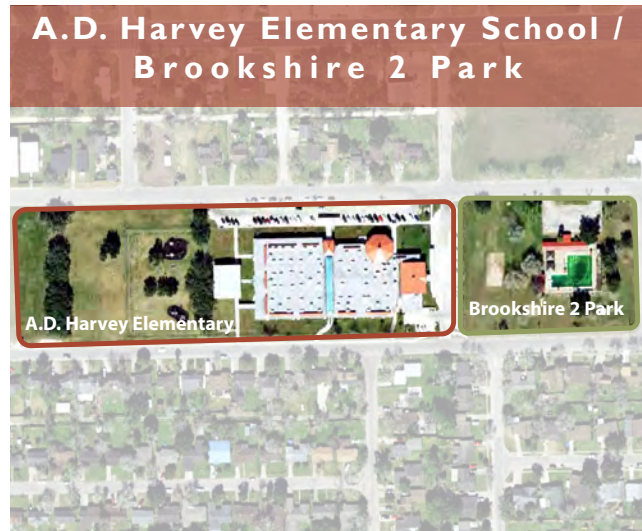 A.D. Harvey Elementary School /
Brookshire 2 Park
A.D. Harvey Elementary
Brookshire 2 Park